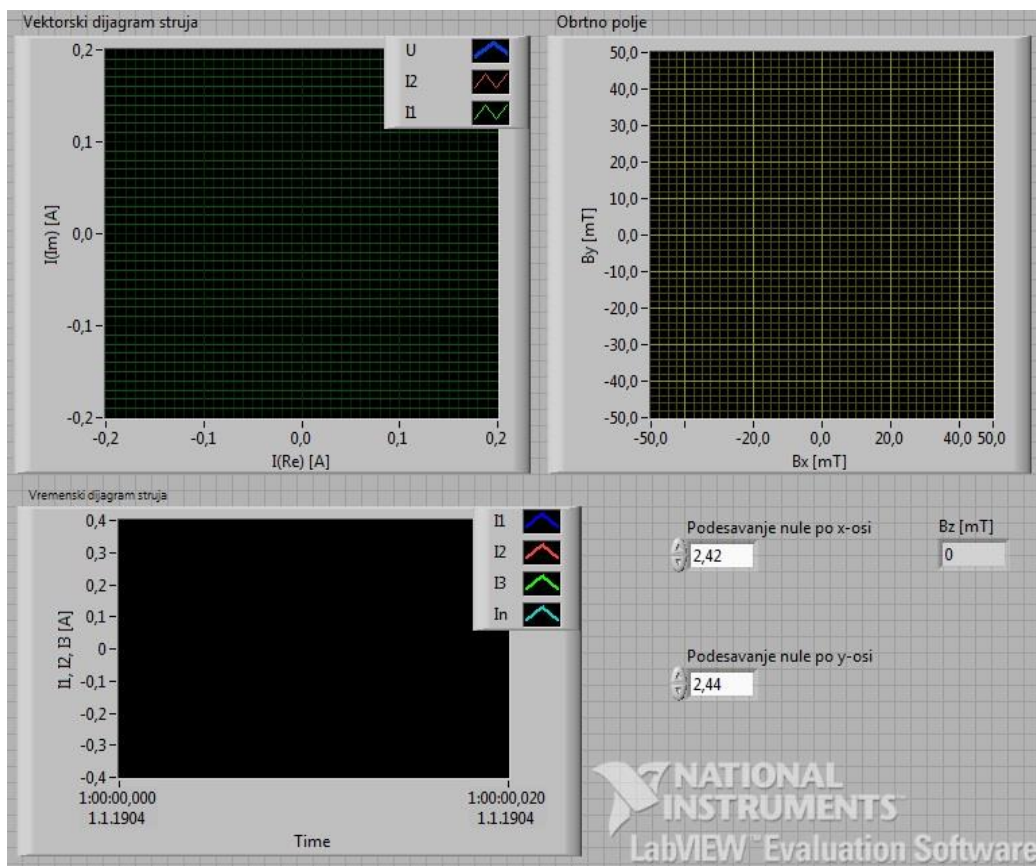 Vektorski dijagram struja
0,2
0,1
0,0
-0,1
-0,2
I(Im) [A]
-0,2 -0,1 0,0 0,1 0,2
I(Re) [A]
U
I2
I1
Obrtno polje
50,0
40,0
30,0
20,0
10,0
0,0
-10,0
-20,0
-30,0
-40,0
-50,0
By [mT]
-50,0 -20,0 0,0 20,0 40,0 50,0
Bx [mT]
Vremenski dijagram struja
0,4
0,3
0,2
0,1
0
-0,1
-0,2
-0,3
-0,4
I1, I2, I3 [A]
1:00:00,000
1.1.1904
1:00:00,020
1.1.1904
Time
I1
I2
I3
In
Podesavanje nule po x-osi
2,42
Bz [mT]
0
Podesavanje nule po y-osi
2,44
NATIONAL
INSTRUMENTS™
LabVIEW™ Evaluation Software